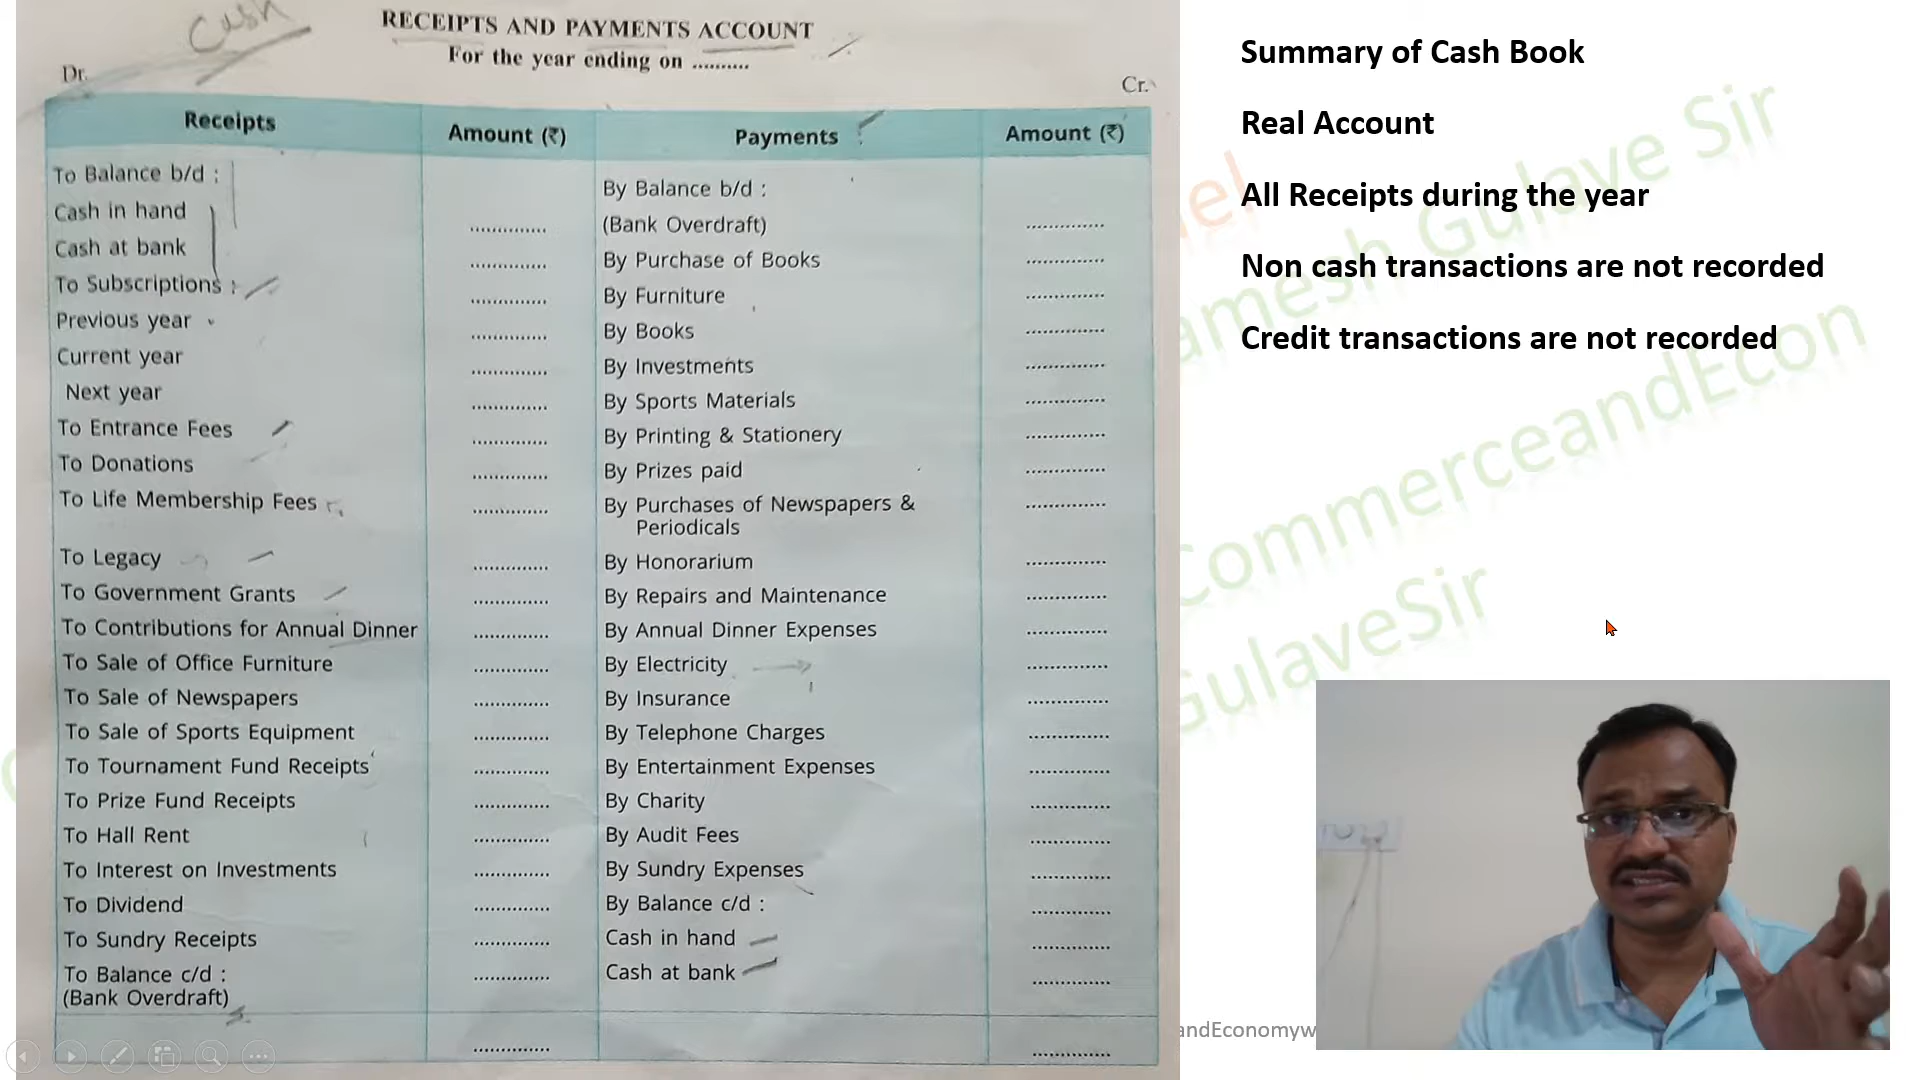 Cash
RECEIPTS AND PAYMENTS ACCOUNT
For the year ending on ..........
Dr.
Cr.
Receipts
Amount (₹)
Payments
Amount (₹)
To Balance b/d :
Cash in hand
Cash at bank
To Subscriptions :
Previous year
Current year
Next year
To Entrance Fees
To Donations
To Life Membership Fees
To Legacy
To Government Grants
To Contributions for Annual Dinner
To Sale of Office Furniture
To Sale of Newspapers
To Sale of Sports Equipment
To Tournament Fund Receipts
To Prize Fund Receipts
To Hall Rent
To Interest on Investments
To Dividend
To Sundry Receipts
To Balance c/d :
(Bank Overdraft)
By Balance b/d :
(Bank Overdraft)
By Purchase of Books
By Furniture
By Books
By Investments
By Sports Materials
By Printing & Stationery
By Prizes paid
By Purchases of Newspapers &
Periodicals
By Honorarium
By Repairs and Maintenance
By Annual Dinner Expenses
By Electricity
By Insurance
By Telephone Charges
By Entertainment Expenses
By Charity
By Audit Fees
By Sundry Expenses
By Balance c/d :
Cash in hand
Cash at bank
Summary of Cash Book
Real Account
All Receipts during the year
Non cash transactions are not recorded
Credit transactions are not recorded
nel
amesh Gulave Sir
CommerceandEcon
GulaveSir
andEconomyw